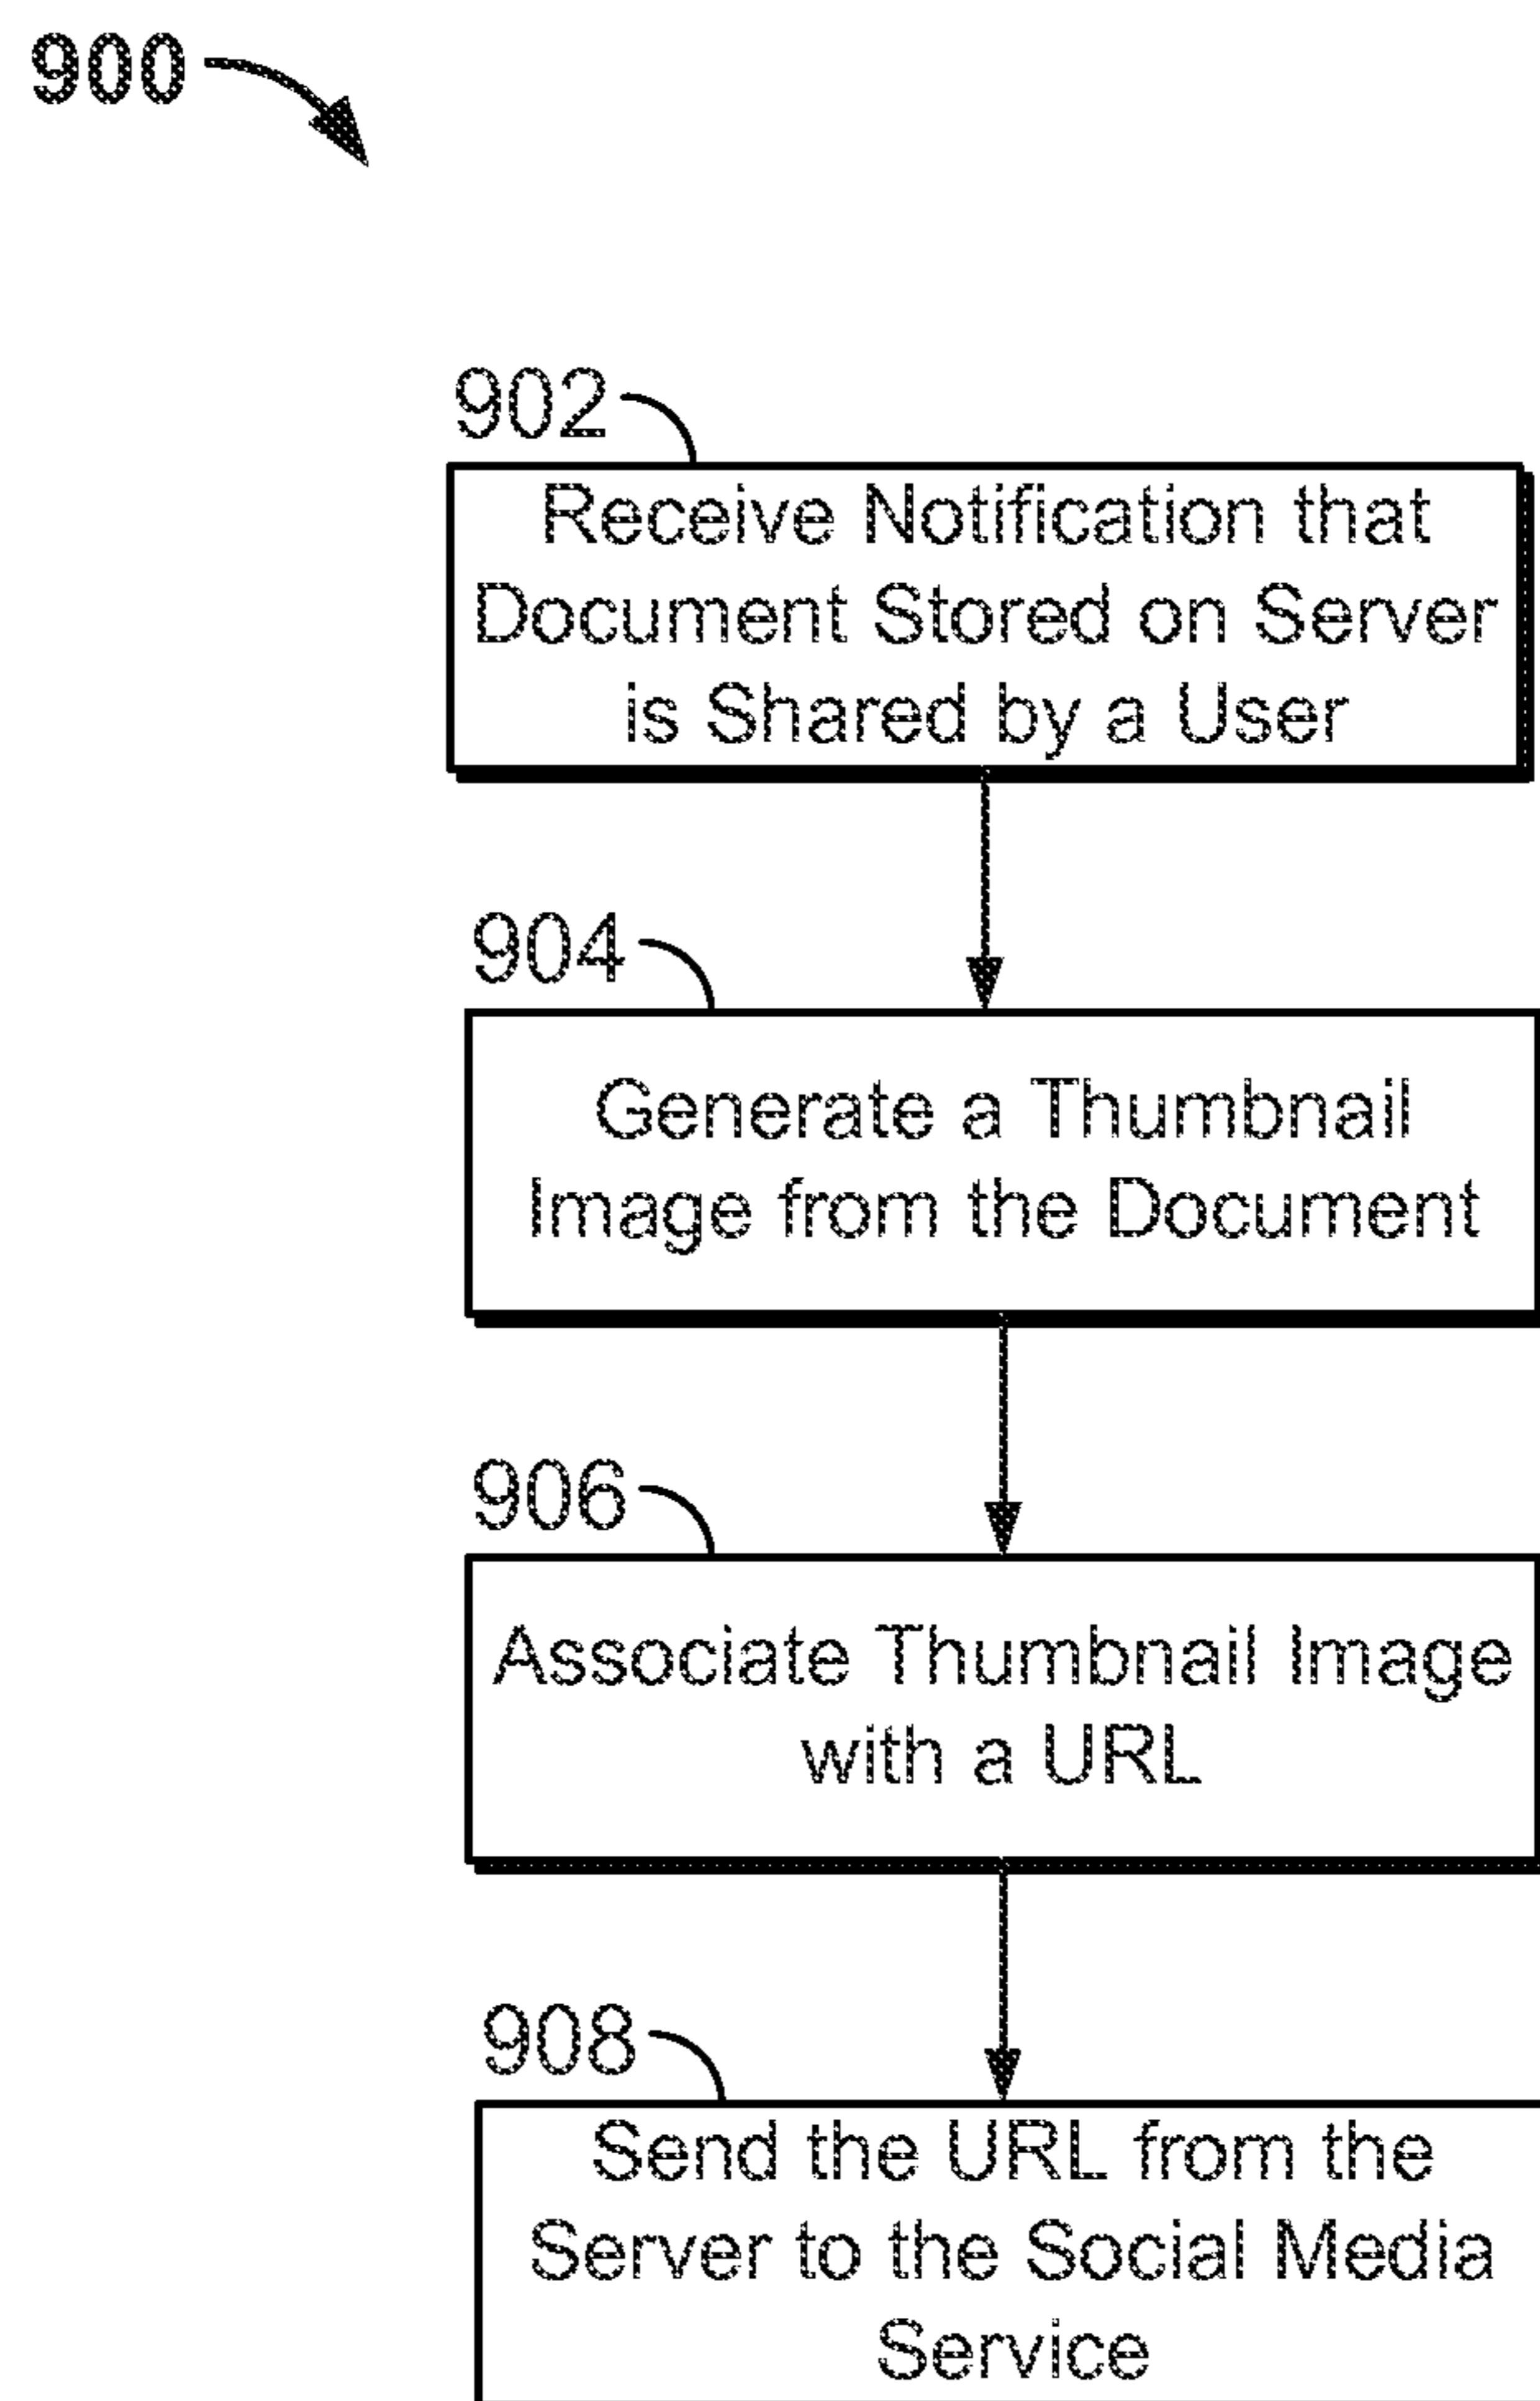 900
902
Receive Notification that
Document Stored on Server
is Shared by a User
904
Generate a Thumbnail
Image from the Document
906
Associate Thumbnail Image
with a URL
908
Send the URL from the
Server to the Social Media
Service